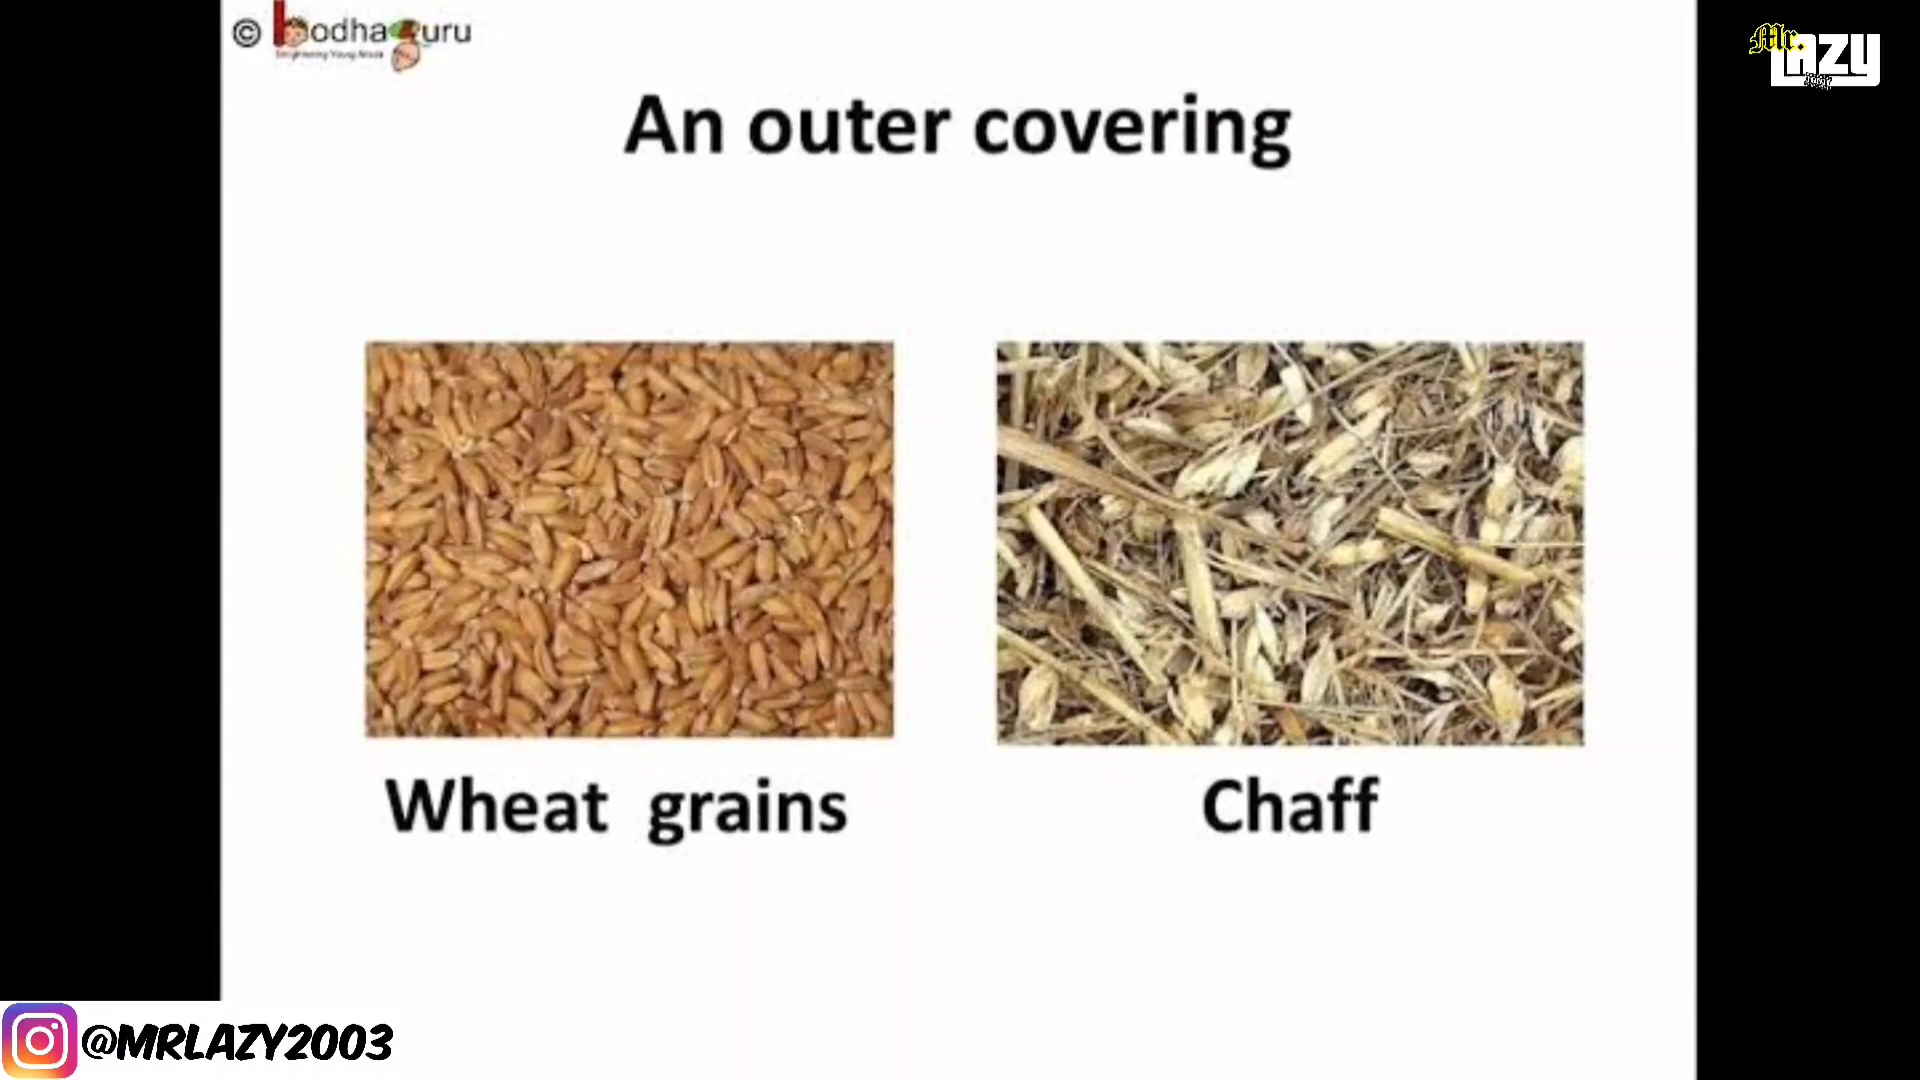 © bodhaguru
An outer covering
Wheat grains
Chaff
Mr.
LAZY
@MRLAZY2003